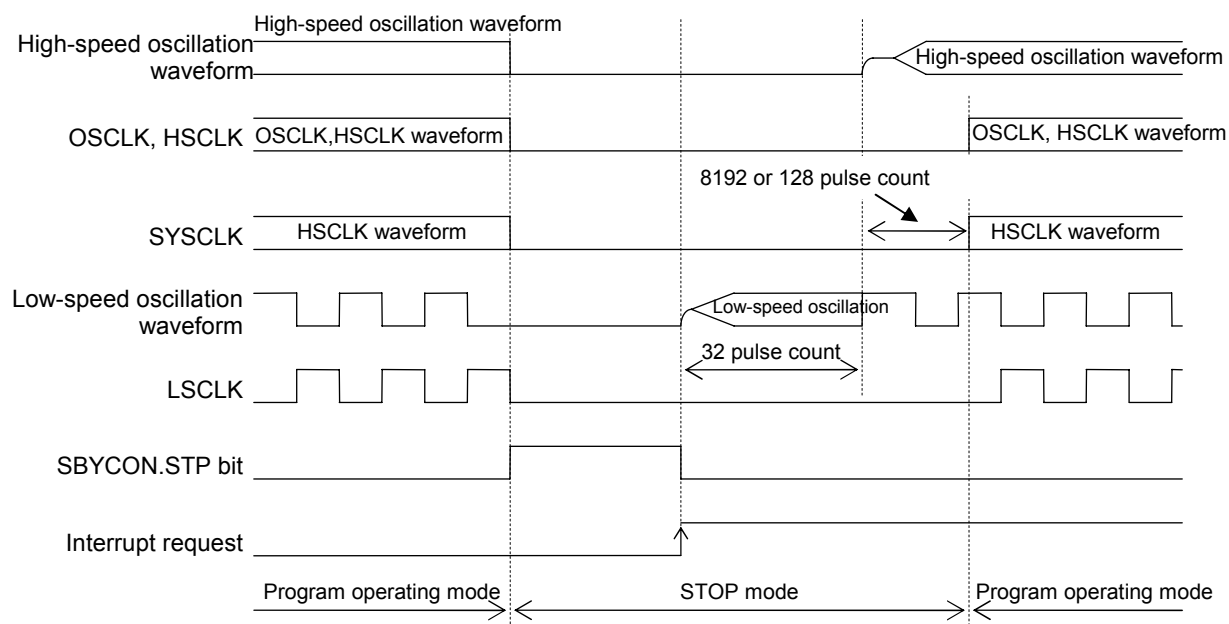 High-speed oscillation waveform
High-speed oscillation
waveform
High-speed oscillation waveform
OSCLK, HSCLK
OSCLK,HSCLK waveform
OSCLK, HSCLK waveform
8192 or 128 pulse count
SYSCLK
HSCLK waveform
HSCLK waveform
Low-speed oscillation
waveform
Low-speed oscillation
32 pulse count
LSCLK
SBYCON.STP bit
Interrupt request
Program operating mode
STOP mode
Program operating mode